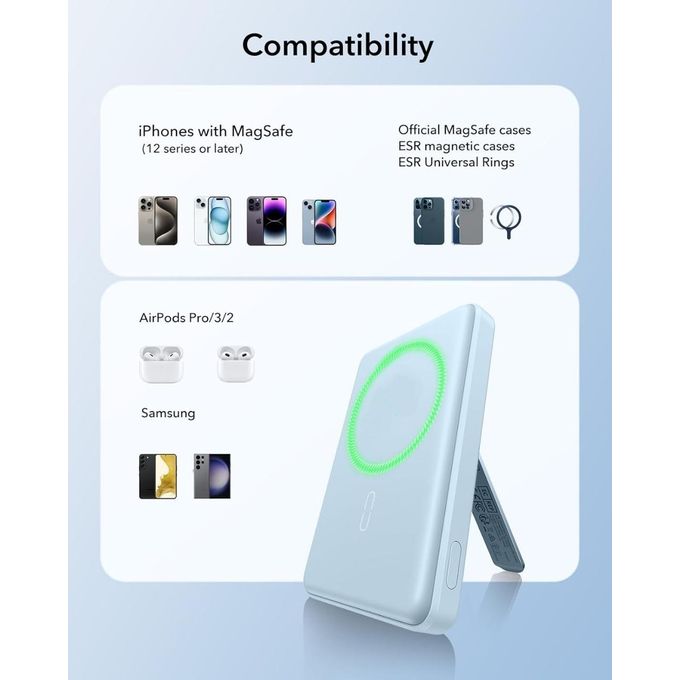 Compatibility
iPhones with MagSafe
(12 series or later)
Official MagSafe cases
ESR magnetic cases
ESR Universal Rings
AirPods Pro/3/2
Samsung